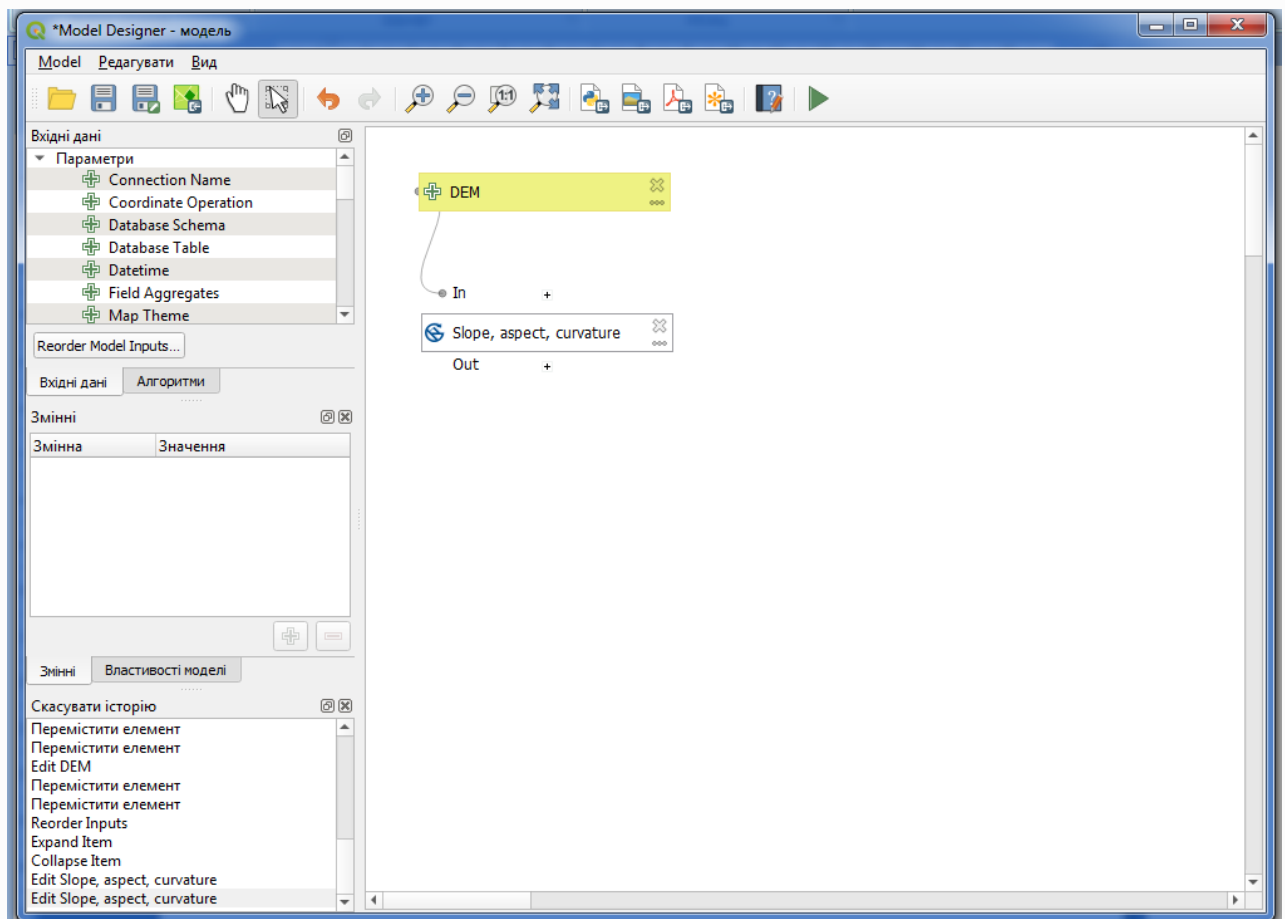 *Model Designer - модель
Model Редагувати Вид
1:1
Вхідні дані
Параметри
Connection Name
Coordinate Operation
Database Schema
Database Table
Datetime
Field Aggregates
Map Theme
Reorder Model Inputs...
Вхідні дані Алгоритми
Змінні
Змінна Значення
Змінні Властивості моделі
Скасувати історію
Перемістити елемент
Перемістити елемент
Edit DEM
Перемістити елемент
Перемістити елемент
Reorder Inputs
Expand Item
Collapse Item
Edit Slope, aspect, curvature
Edit Slope, aspect, curvature
DEM
In +
Slope, aspect, curvature
Out +